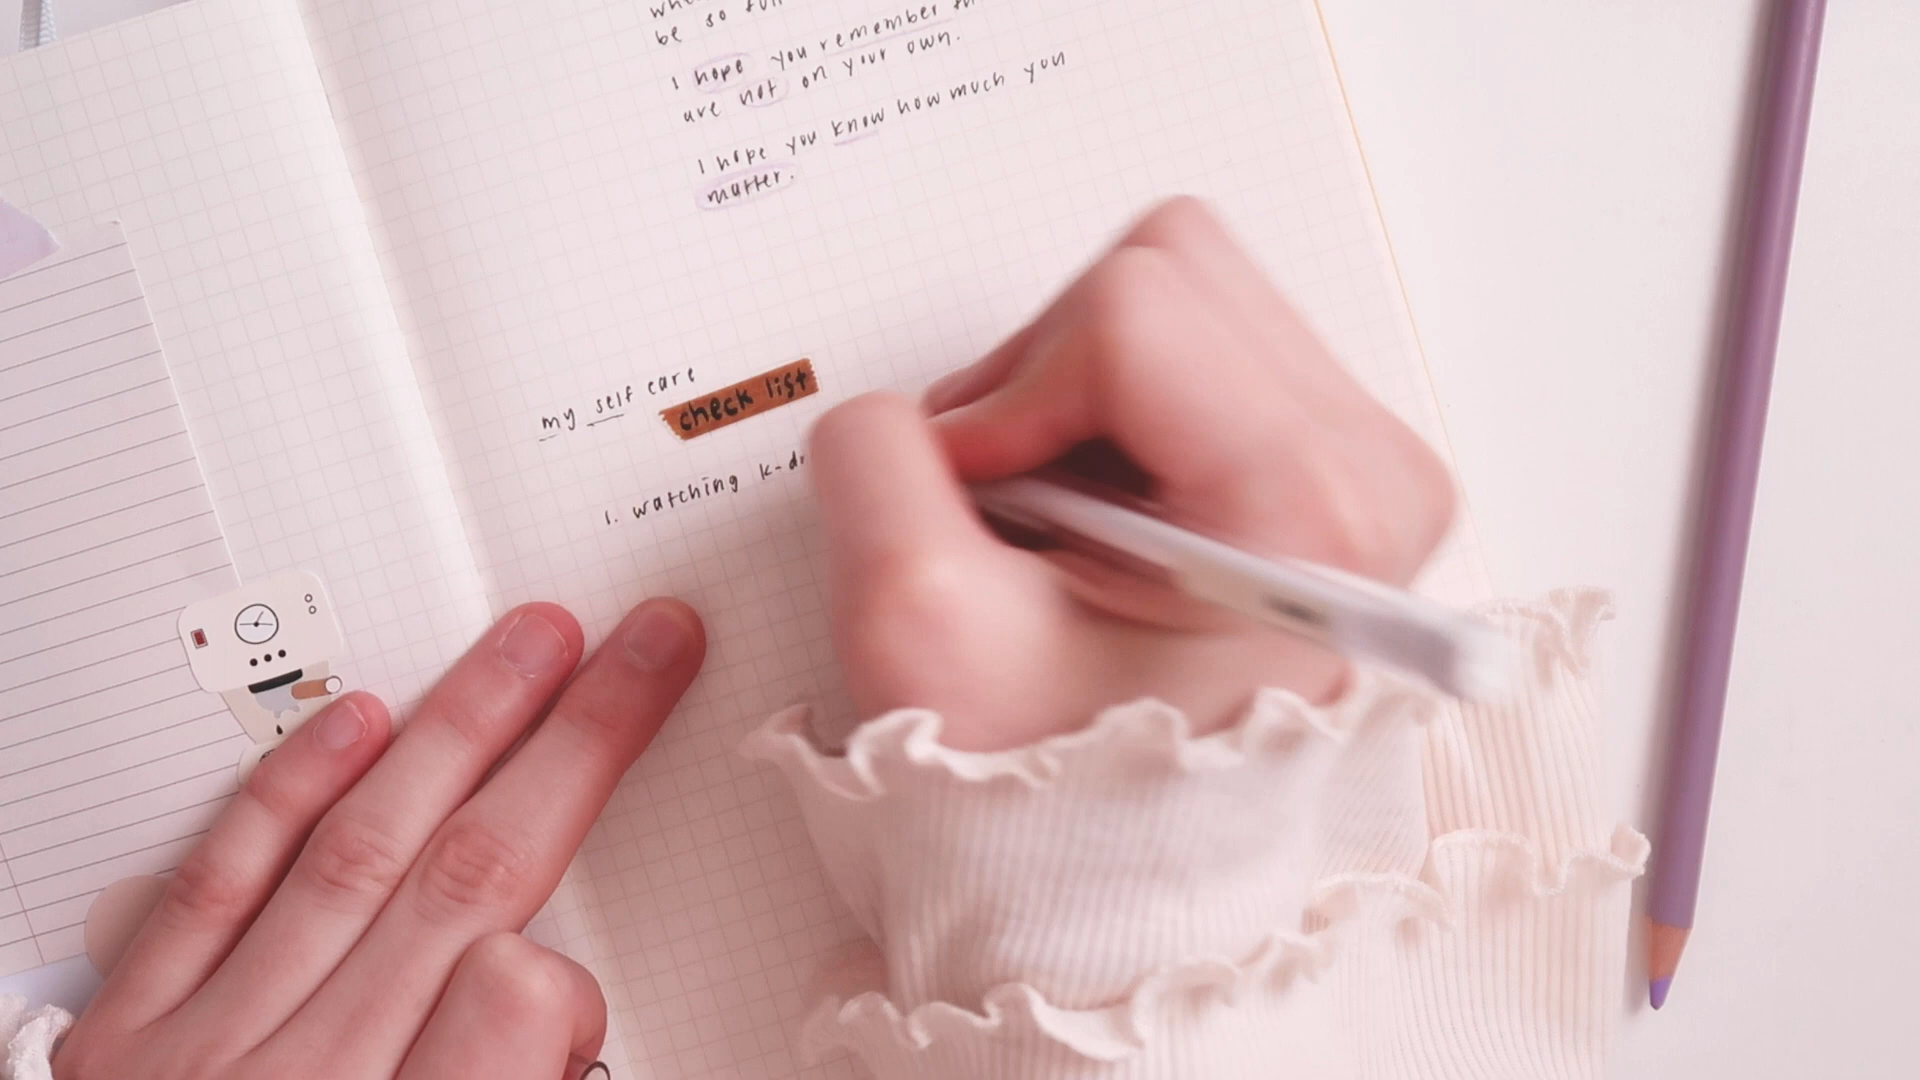 be so
I hope you remember
are not on your own.
I hope you know how much you
matter.
my self care
check list
1. watching k-dr